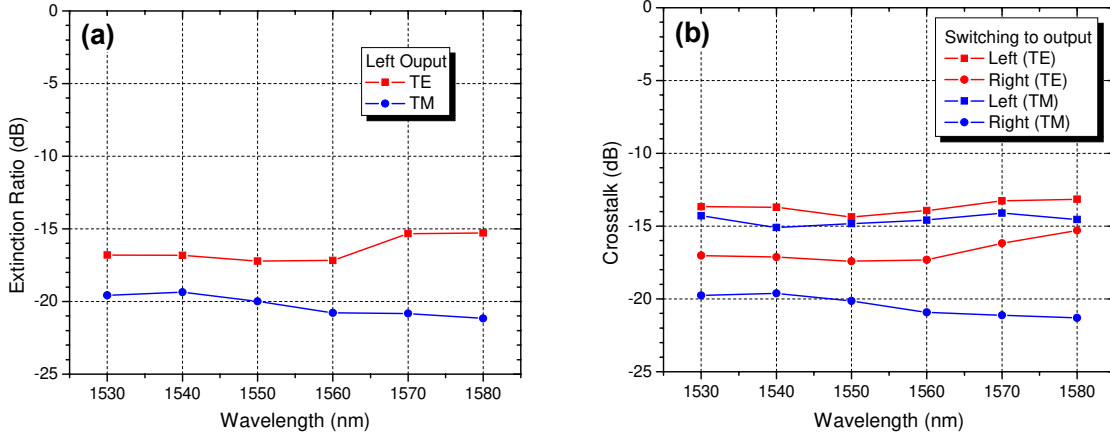 (a)
Left Ouput
TE
TM
0
-5
-10
-15
-20
-25
Extinction Ratio (dB)
1530 1540 1550 1560 1570 1580
Wavelength (nm)
(b)
Switching to output
Left (TE)
Right (TE)
Left (TM)
Right (TM)
0
-5
-10
-15
-20
-25
Crosstalk (dB)
1530 1540 1550 1560 1570 1580
Wavelength (nm)